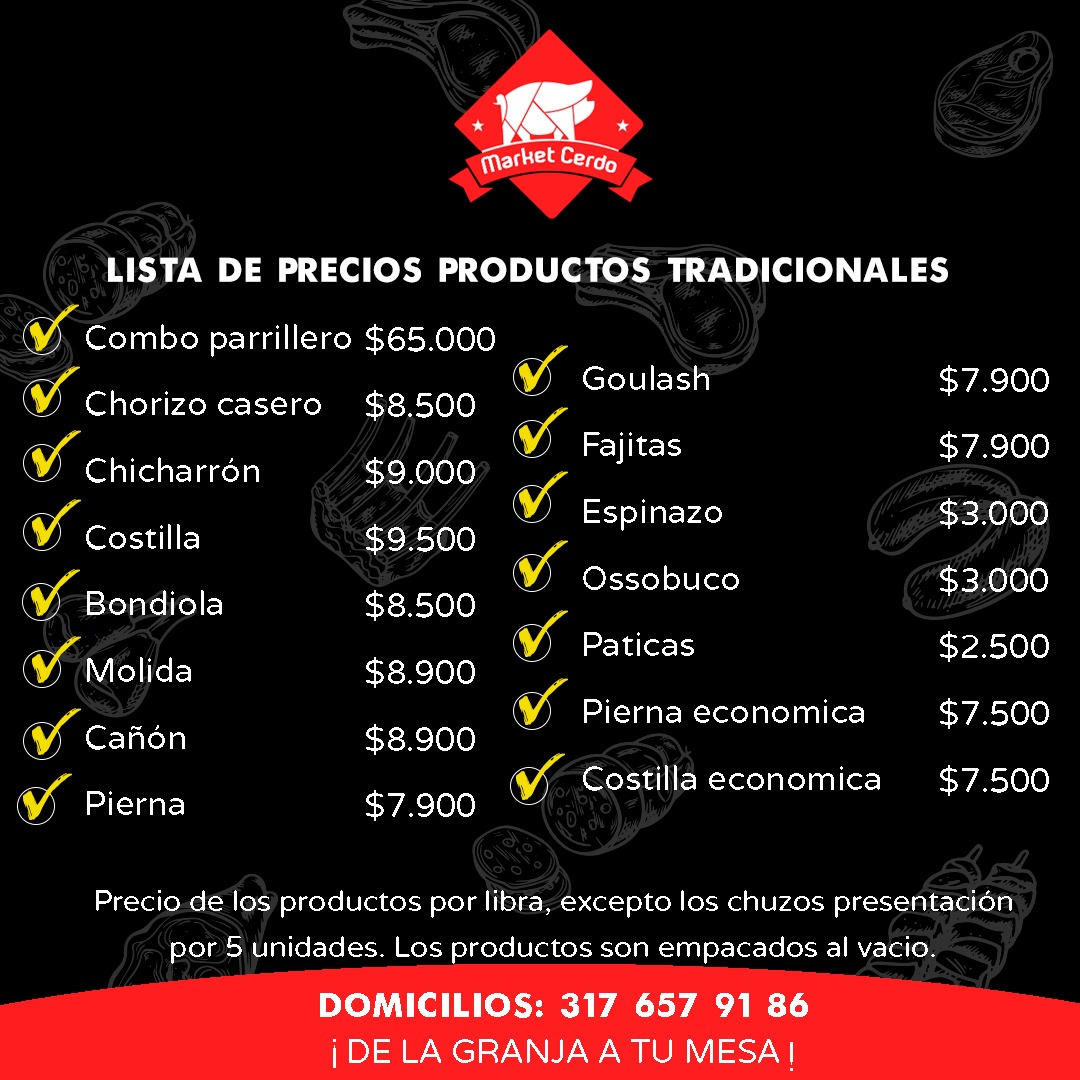 Market Cerdo
LISTA DE PRECIOS PRODUCTOS TRADICIONALES
Combo parrillero $65.000
Chorizo casero $8.500
Chicharrón $9.000
Costilla $9.500
Bondiola $8.500
Molida $8.900
Cañón $8.900
Pierna $7.900
Goulash $7.900
Fajitas $7.900
Espinazo $3.000
Ossobuco $3.000
Paticas $2.500
Pierna economica $7.500
Costilla economica $7.500
Precio de los productos por libra, excepto los chuzos presentación
por 5 unidades. Los productos son empacados al vacio.
DOMICILIOS: 317 657 91 86
¡ DE LA GRANJA A TU MESA !